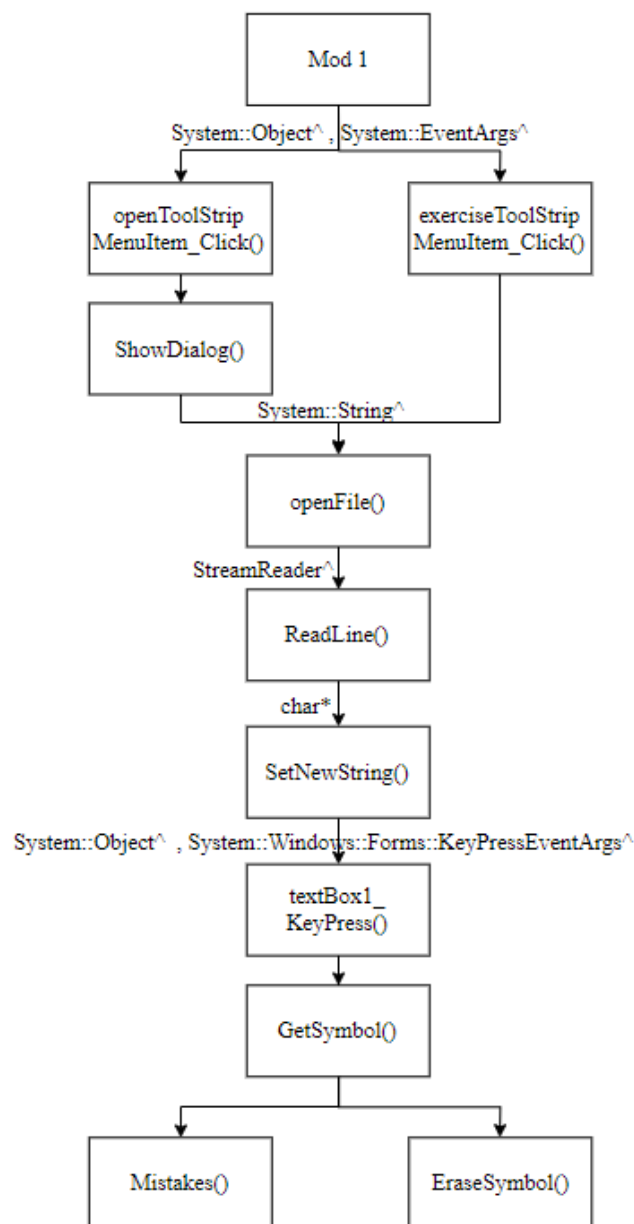 Mod 1
System::Object^ , System::EventArgs^
openToolStrip
MenuItem_Click()
exerciseToolStrip
MenuItem_Click()
ShowDialog()
System::String^
openFile()
StreamReader^
ReadLine()
char*
SetNewString()
System::Object^ , System::Windows::Forms::KeyPressEventArgs^
textBox1_
KeyPress()
GetSymbol()
Mistakes()
EraseSymbol()